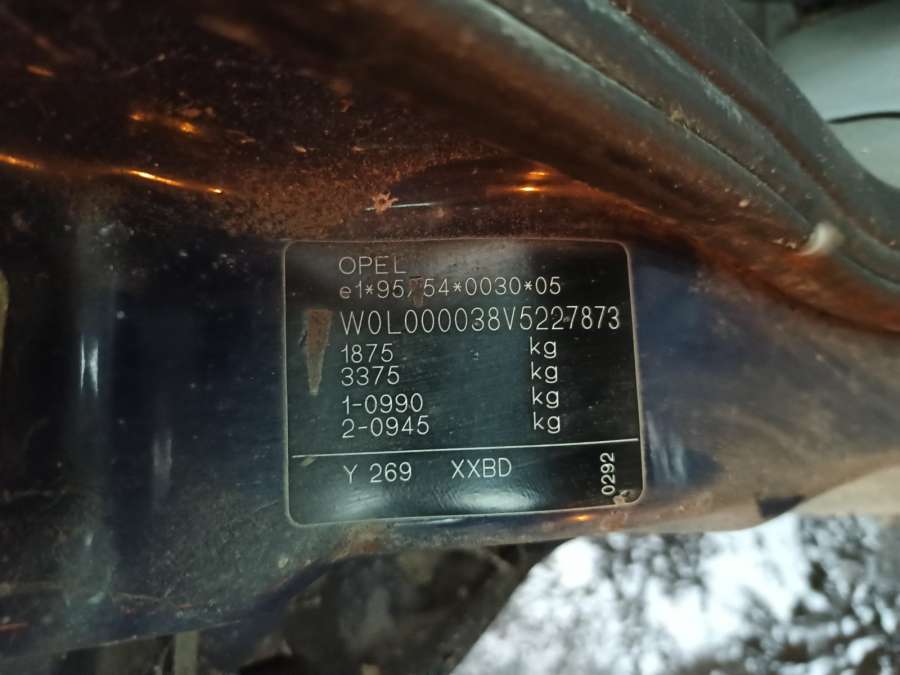 OPEL
e1*95/54*0030*05
W0L000038V5227873
1875 kg
3375 kg
1-0990 kg
2-0945 kg
Y 269 XXBD
0292